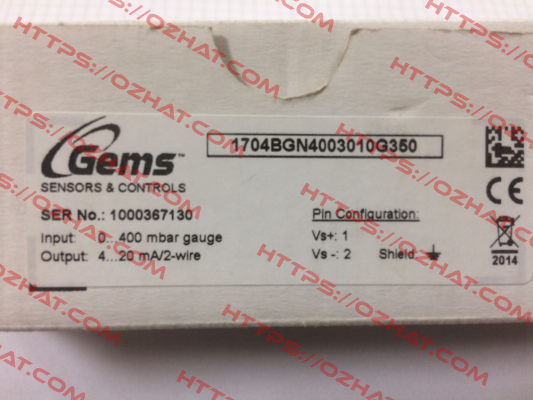 1704BGN4003010G350
Gems™
SENSORS & CONTROLS
SER No.: 1000367130
Input: 0... 400 mbar gauge
Output: 4...20 mA/2-wire
Pin Configuration:
Vs+: 1
Vs -: 2 Shield:
CE
2014
HTTPS://OZHAT.COM